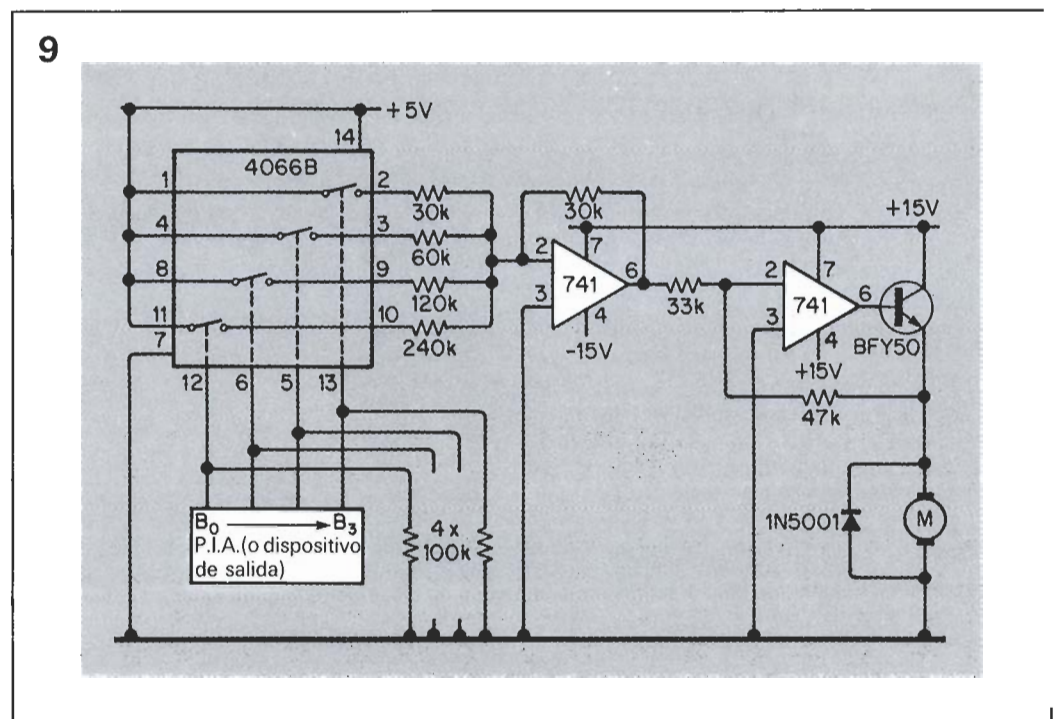 9
+5V
14
4066B
1
2
30k
30k
+15V
4
3
60k
2
7
6
2
7
8
9
741
33k
741
6
120k
3
4
3
4
11
10
240k
-15V
BFY50
7
+15V
12
6
5
13
47k
1N5001
M
B0 → B3
4 x
P.I.A.(o dispositivo
100k
de salida)